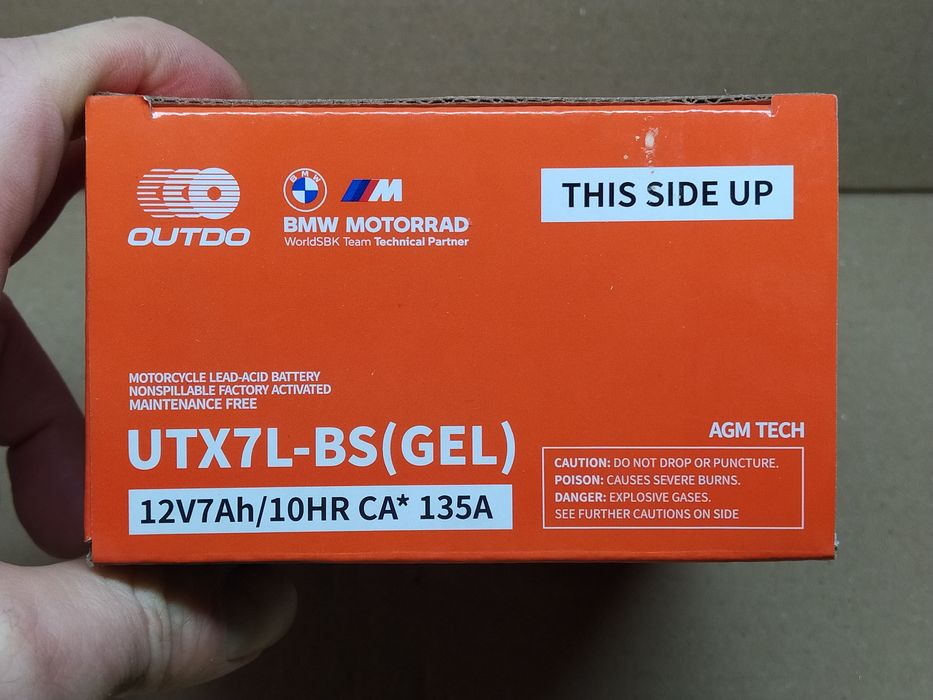 OUTDO
BMW
M
BMW MOTORRAD
WorldSBK Team Technical Partner
THIS SIDE UP
MOTORCYCLE LEAD-ACID BATTERY
NONSPILLABLE FACTORY ACTIVATED
MAINTENANCE FREE
UTX7L-BS(GEL)
12V7Ah/10HR CA* 135A
AGM TECH
CAUTION: DO NOT DROP OR PUNCTURE.
POISON: CAUSES SEVERE BURNS.
DANGER: EXPLOSIVE GASES.
SEE FURTHER CAUTIONS ON SIDE